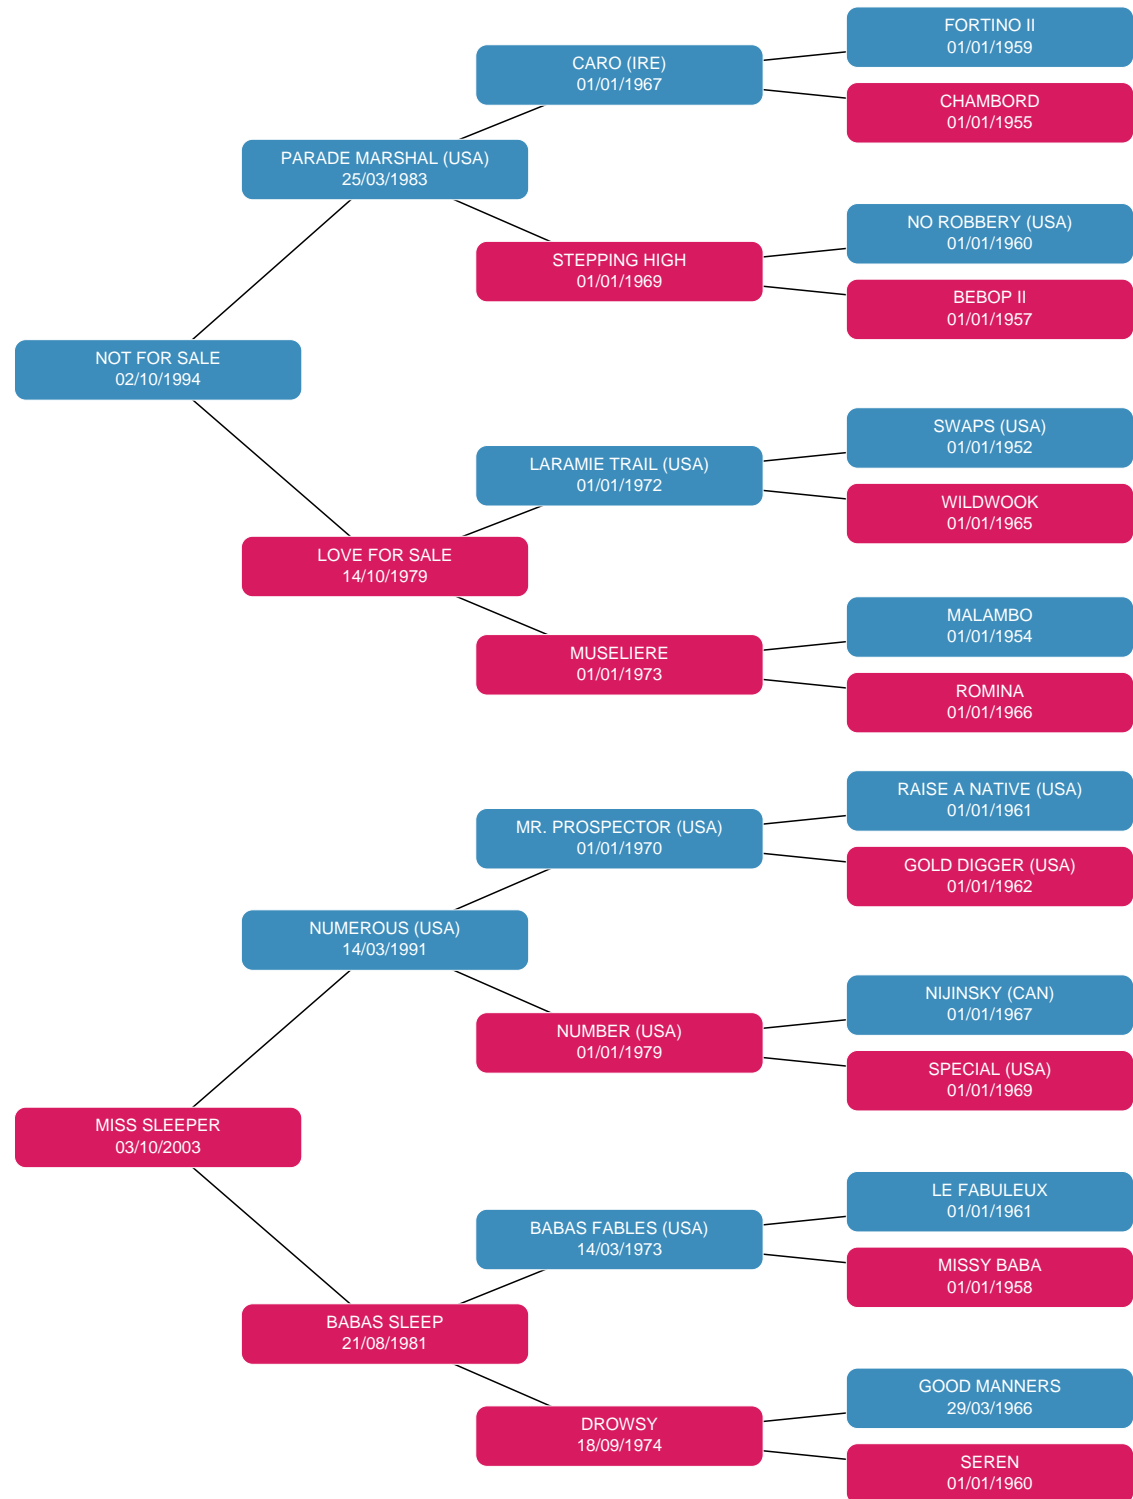 FORTINO II
01/01/1959
CARO (IRE)
01/01/1967
CHAMBORD
01/01/1955
PARADE MARSHAL (USA)
25/03/1983
NO ROBBERY (USA)
01/01/1960
STEPPING HIGH
01/01/1969
BEBOP II
01/01/1957
NOT FOR SALE
02/10/1994
SWAPS (USA)
01/01/1952
LARAMIE TRAIL (USA)
01/01/1972
WILDWOOK
01/01/1965
LOVE FOR SALE
14/10/1979
MALAMBO
01/01/1954
MUSELIERE
01/01/1973
ROMINA
01/01/1966
RAISE A NATIVE (USA)
01/01/1961
MR. PROSPECTOR (USA)
01/01/1970
GOLD DIGGER (USA)
01/01/1962
NUMEROUS (USA)
14/03/1991
NIJINSKY (CAN)
01/01/1967
NUMBER (USA)
01/01/1979
SPECIAL (USA)
01/01/1969
MISS SLEEPER
03/10/2003
LE FABULEUX
01/01/1961
BABAS FABLES (USA)
14/03/1973
MISSY BABA
01/01/1958
BABAS SLEEP
21/08/1981
GOOD MANNERS
29/03/1966
DROWSY
18/09/1974
SEREN
01/01/1960